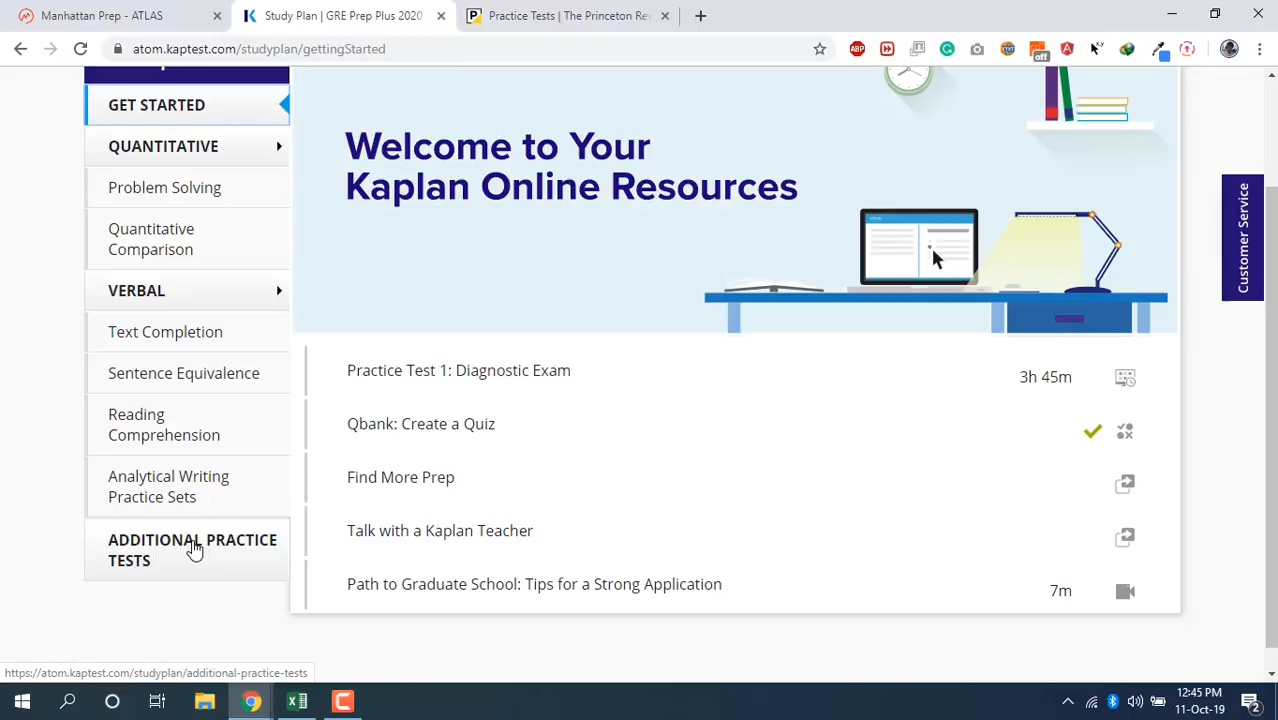 Manhattan Prep - ATLAS
Study Plan | GRE Prep Plus 2020
Practice Tests | The Princeton Rev
atom.kaptest.com/studyplan/gettingStarted
ABP
off
GET STARTED
QUANTITATIVE
Problem Solving
Quantitative
Comparison
VERBAL
Text Completion
Sentence Equivalence
Reading
Comprehension
Analytical Writing
Practice Sets
ADDITIONAL PRACTICE
TESTS
Welcome to Your
Kaplan Online Resources
Practice Test 1: Diagnostic Exam
3h 45m
Qbank: Create a Quiz
Find More Prep
Talk with a Kaplan Teacher
Path to Graduate School: Tips for a Strong Application
7m
Customer Service
https://atom.kaptest.com/studyplan/additional-practice-tests
12:45 PM
11-Oct-19
2